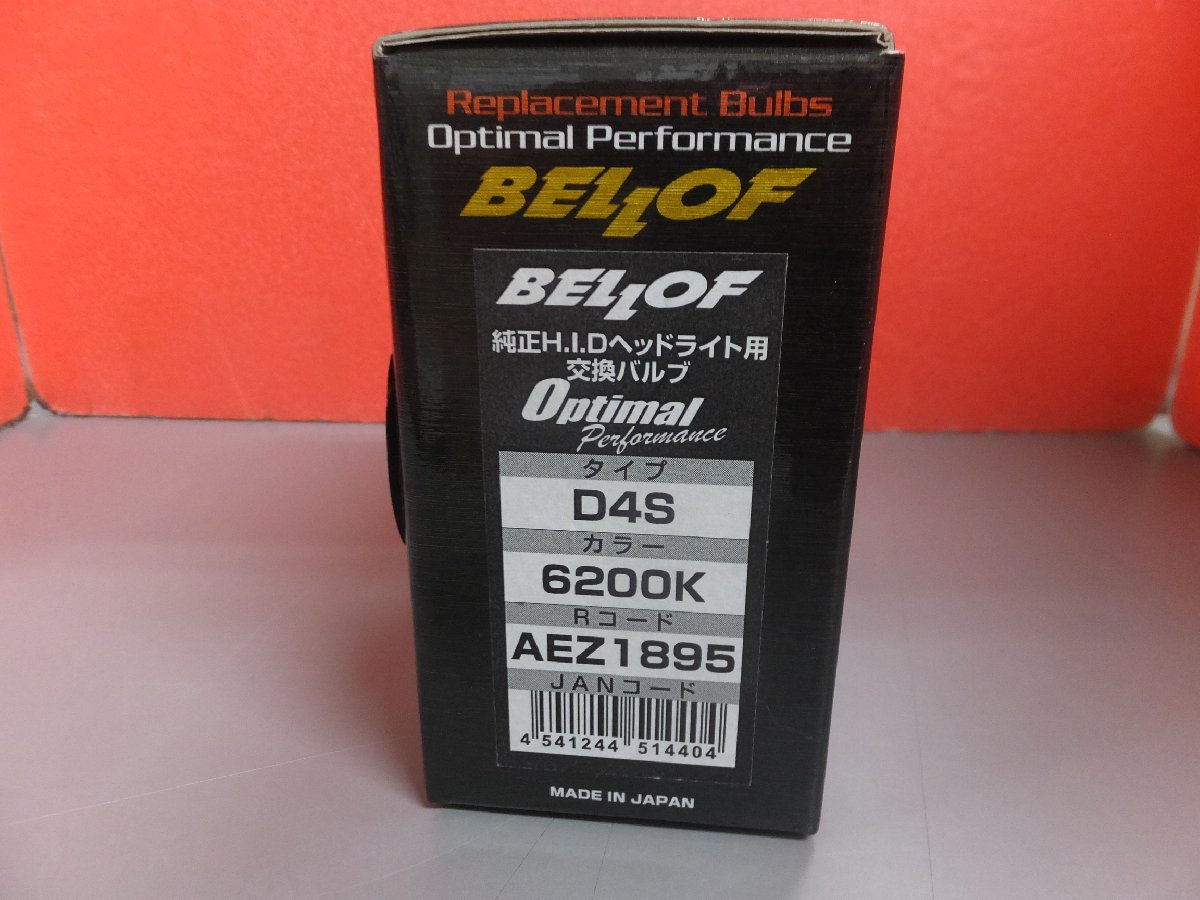 Replacement Bulbs
Optimal Performance
BELLOF
BELLOF
純正H.I.Dヘッドライト用
交換バルブ
Optimal
Performance
タイプ
D4S
カラー
6200K
Rコード
AEZ1895
JANコード
4 541244 514404
MADE IN JAPAN